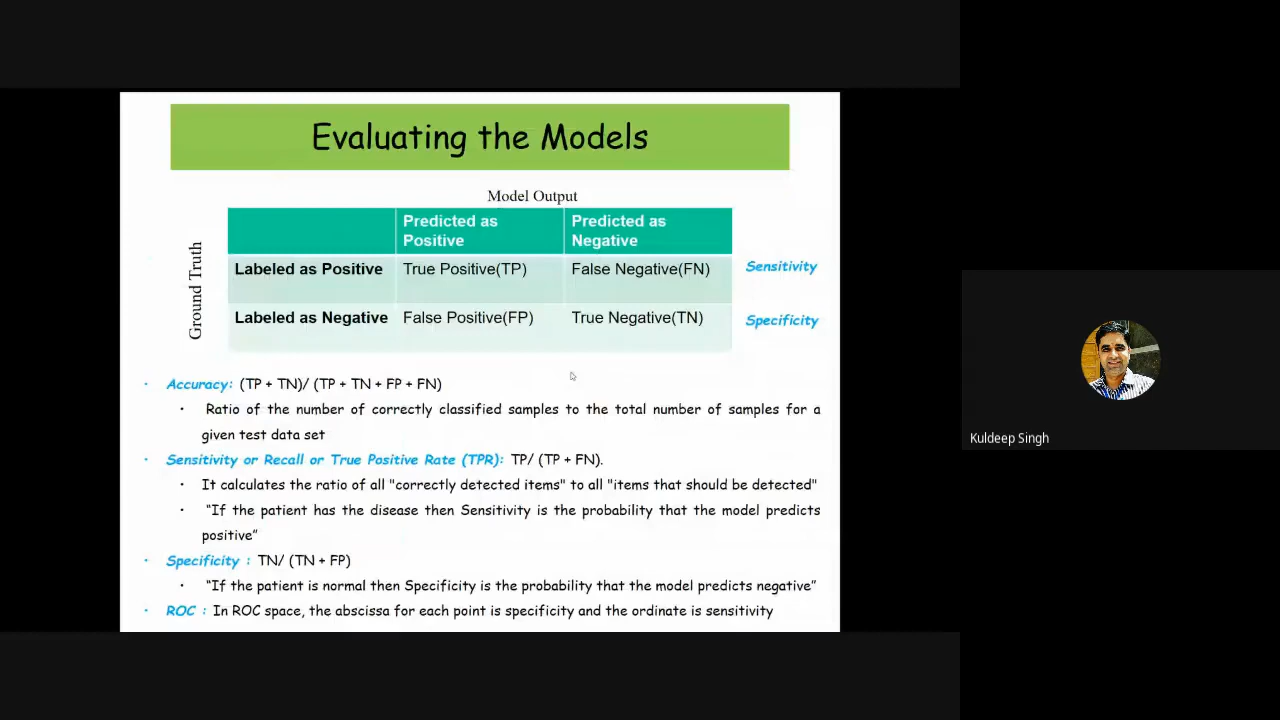 Evaluating the Models
Model Output
Predicted as Positive
Predicted as Negative
Ground Truth
Labeled as Positive True Positive(TP) False Negative(FN) Sensitivity
Labeled as Negative False Positive(FP) True Negative(TN) Specificity
• Accuracy: (TP + TN)/ (TP + TN + FP + FN)
• Ratio of the number of correctly classified samples to the total number of samples for a
given test data set
• Sensitivity or Recall or True Positive Rate (TPR): TP/ (TP + FN).
• It calculates the ratio of all "correctly detected items" to all "items that should be detected"
• “If the patient has the disease then Sensitivity is the probability that the model predicts
positive”
• Specificity : TN/ (TN + FP)
• “If the patient is normal then Specificity is the probability that the model predicts negative”
• ROC : In ROC space, the abscissa for each point is specificity and the ordinate is sensitivity
Kuldeep Singh